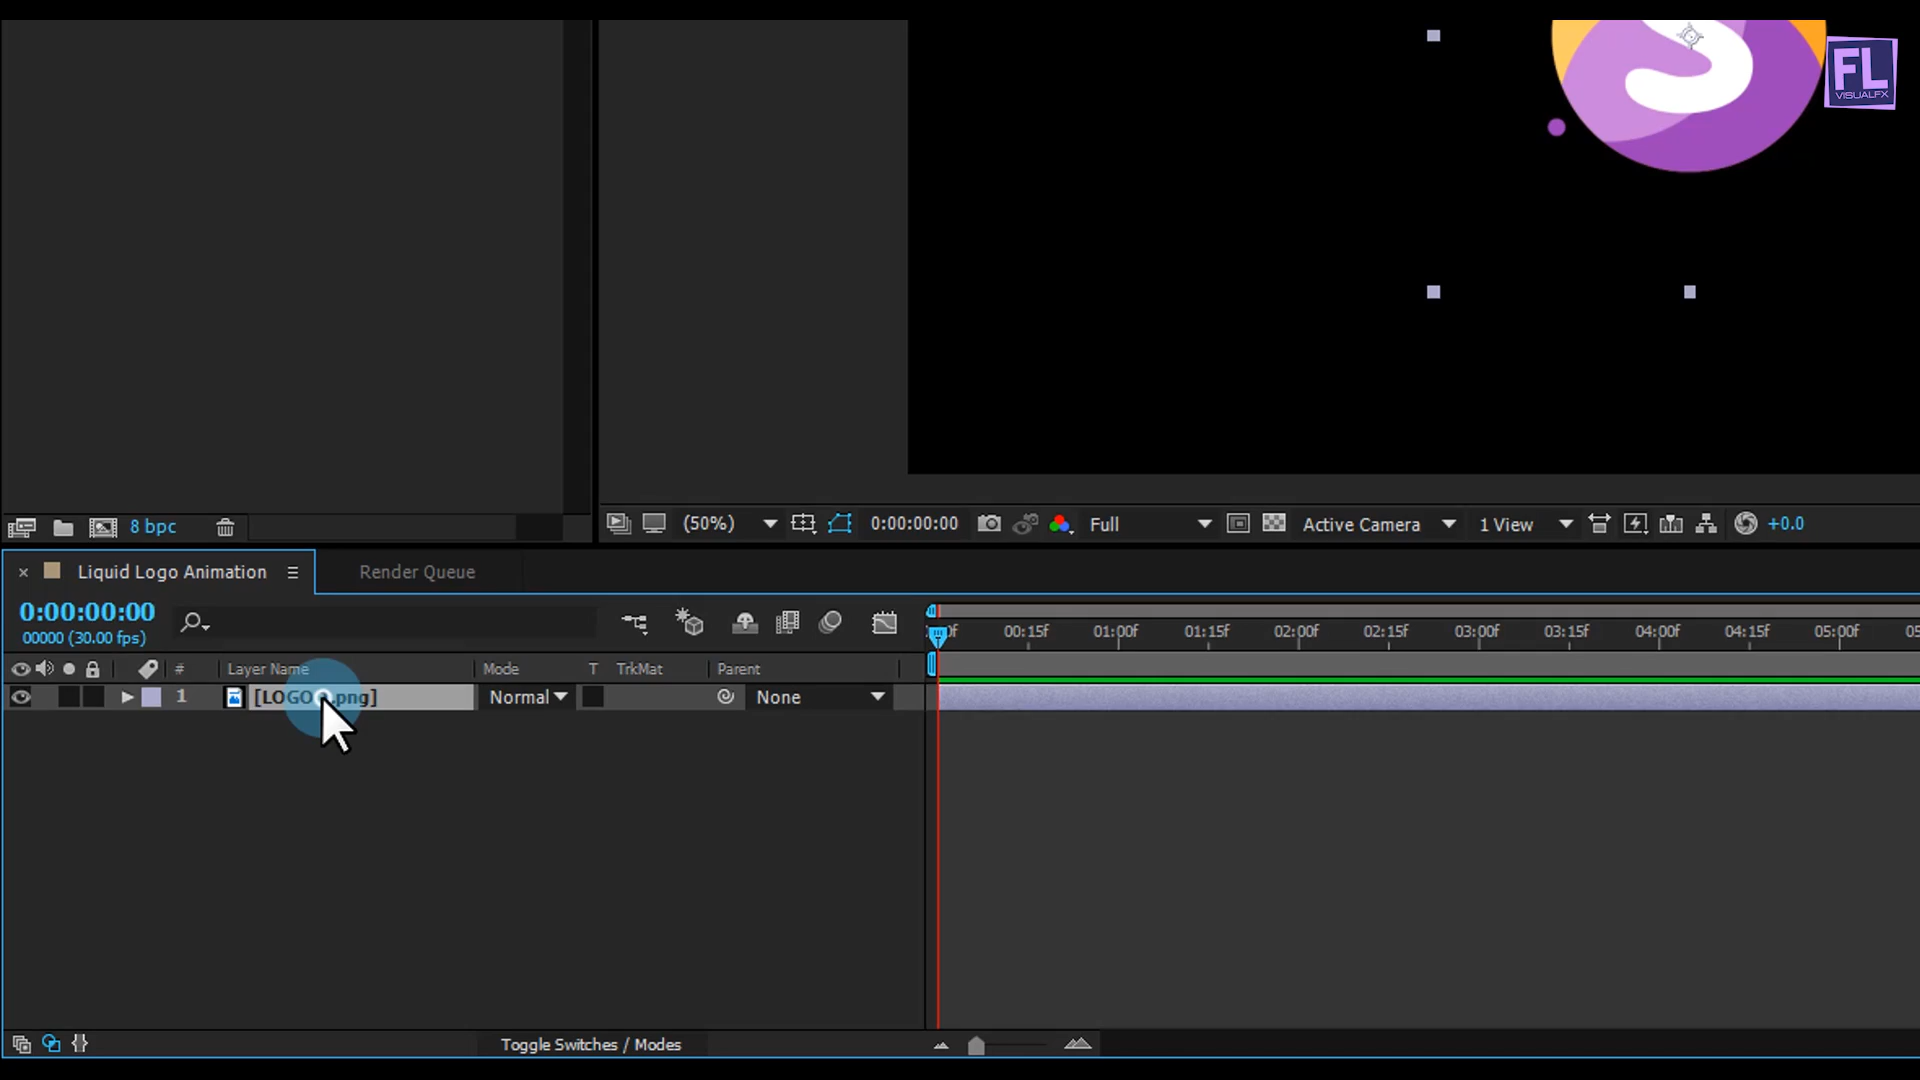 S
FL
VISUALFX
8 bpc
(50%)
0:00:00:00
Full
Active Camera
1 View
+0.0
Liquid Logo Animation
Render Queue
0:00:00:00
00000 (30.00 fps)
00:15f 01:00f 01:15f 02:00f 02:15f 03:00f 03:15f 04:00f 04:15f 05:00f
# Layer Name Mode T TrkMat Parent
1 [LOGO .png] Normal None
Toggle Switches / Modes